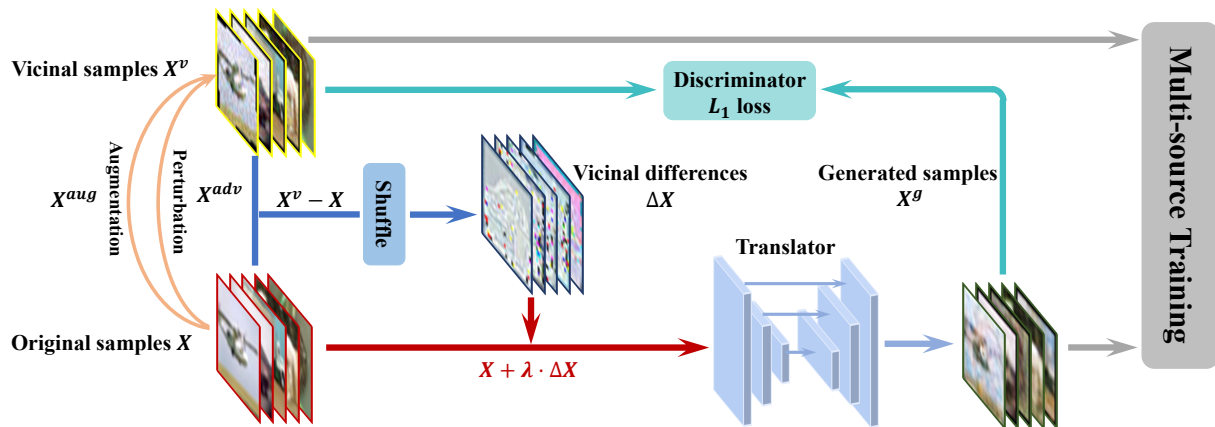 Vicinal samples X^v
Discriminator
L_1 loss
Augmentation
Perturbation
X^aug
X^adv
X^v − X
Shuffle
Vicinal differences
ΔX
Generated samples
X^g
Translator
Original samples X
X + λ · ΔX
Multi-source Training